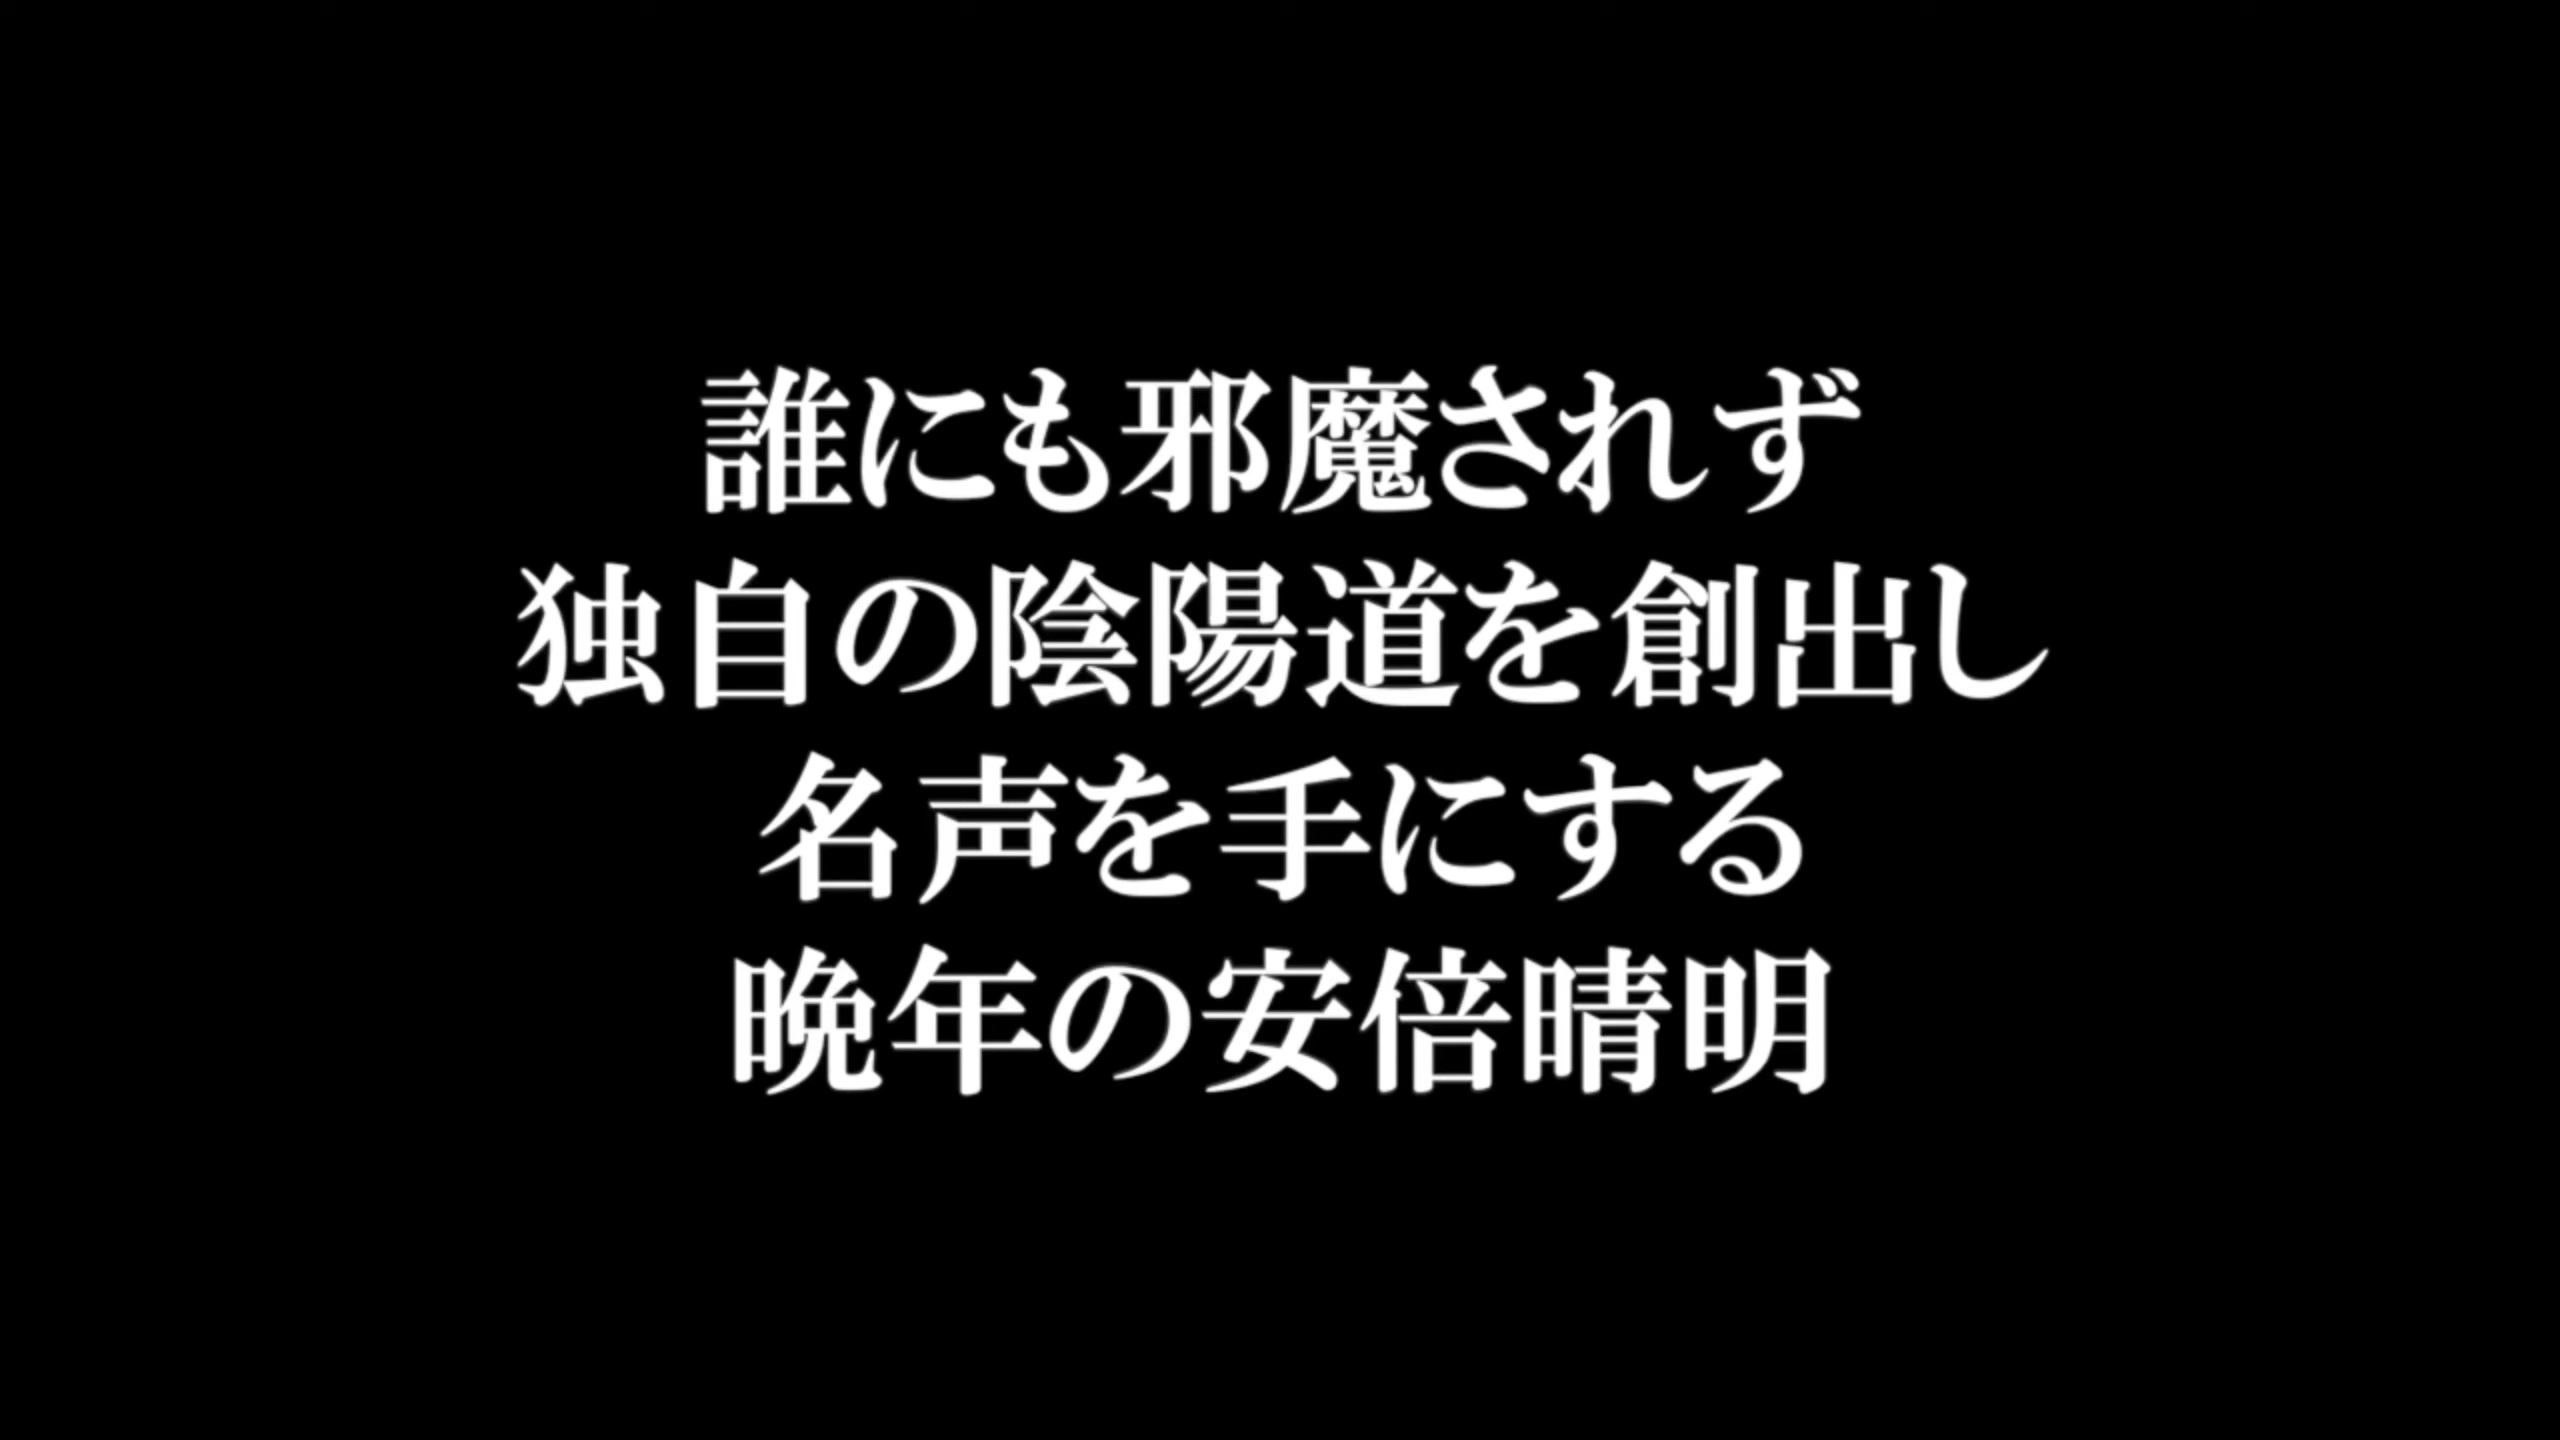 誰にも邪魔されず
独自の陰陽道を創出し
名声を手にする
晩年の安倍晴明